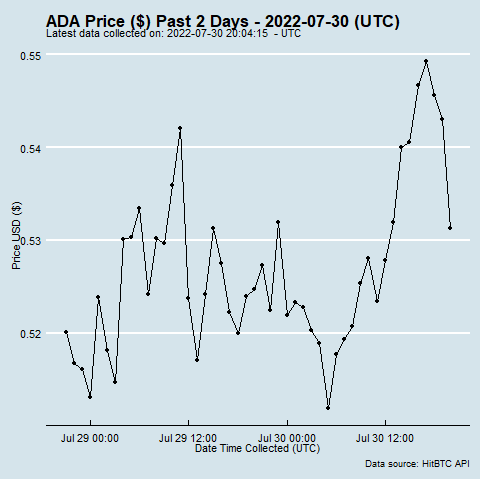 ADA Price ($) Past 2 Days - 2022-07-30 (UTC)
Latest data collected on: 2022-07-30 20:04:15 - UTC
0.55
0.54
0.53
0.52
Price USD ($)
Jul 29 00:00 Jul 29 12:00 Jul 30 00:00 Jul 30 12:00
Date Time Collected (UTC)
Data source: HitBTC API